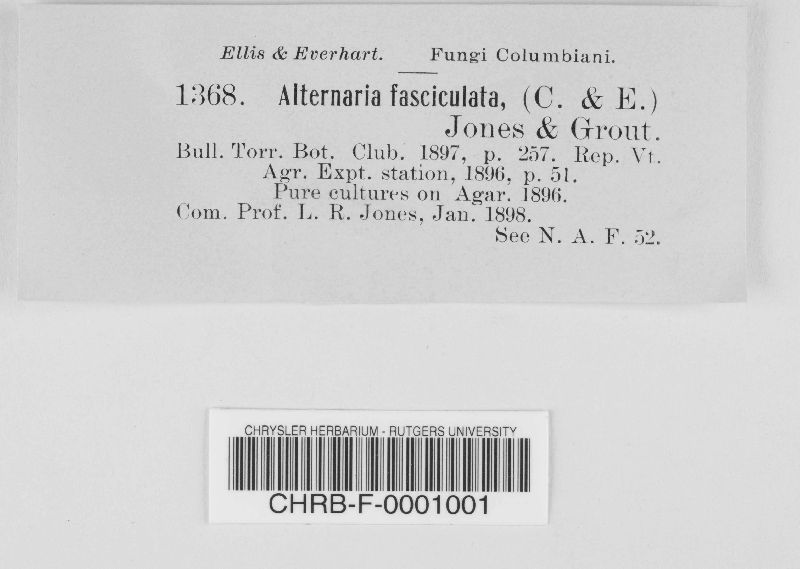 Ellis & Everhart. Fungi Columbiani.
1368. Alternaria fasciculata, (C. & E.)
Jones & Grout.
Bull. Torr. Bot. Club. 1897, p. 257. Rep. Vt.
Agr. Expt. station, 1896, p. 51.
Pure cultures on Agar. 1896.
Com. Prof. L. R. Jones, Jan. 1898.
See N. A. F. 52.
CHRYSLER HERBARIUM - RUTGERS UNIVERSITY
CHRB-F-0001001